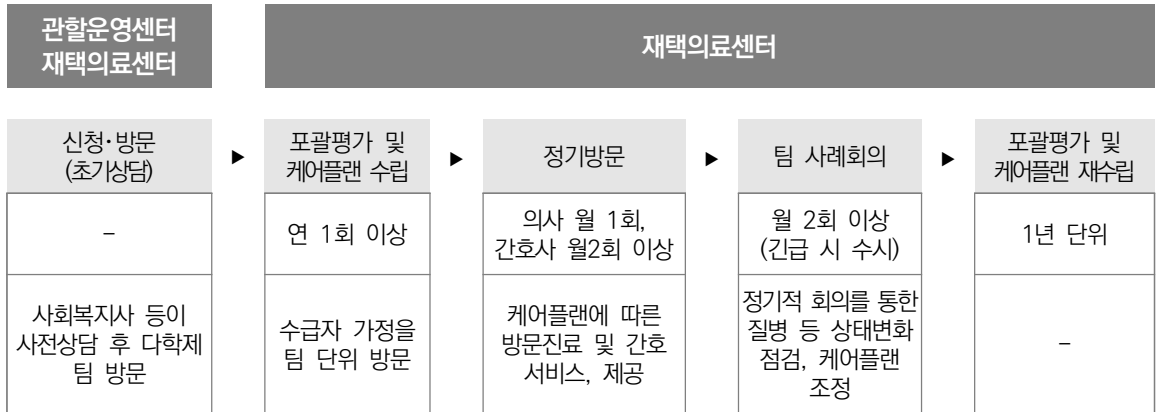 관할운영센터
재택의료센터
재택의료센터
신청·방문
(초기상담)
▶
포괄평가 및
케어플랜 수립
▶
정기방문
▶
팀 사례회의
▶
포괄평가 및
케어플랜 재수립
–
연 1회 이상
의사 월 1회,
간호사 월2회 이상
월 2회 이상
(긴급 시 수시)
1년 단위
사회복지사 등이
사전상담 후 다학제
팀 방문
수급자 가정을
팀 단위 방문
케어플랜에 따른
방문진료 및 간호
서비스, 제공
정기적 회의를 통한
질병 등 상태변화
점검, 케어플랜
조정
–